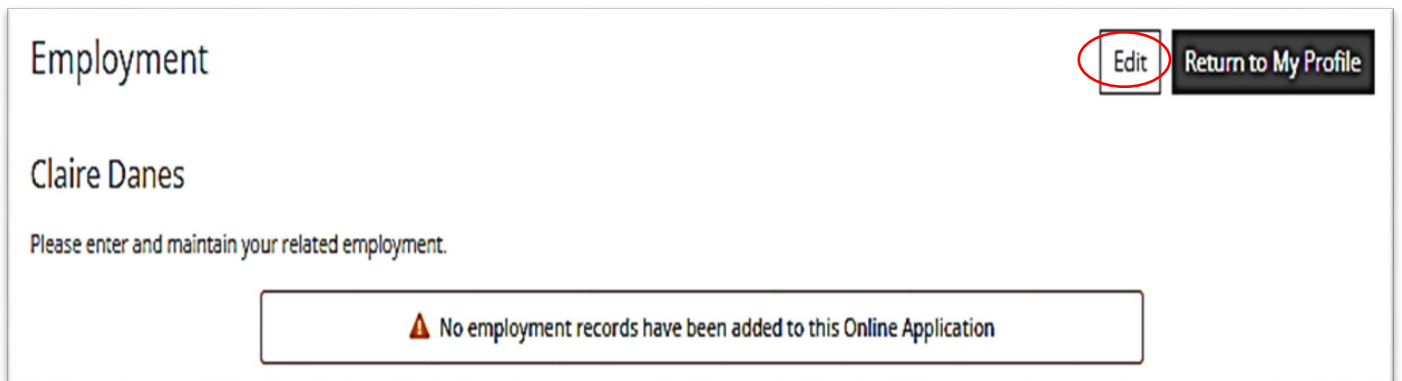 Employment
Edit
Return to My Profile
Claire Danes
Please enter and maintain your related employment.
No employment records have been added to this Online Application